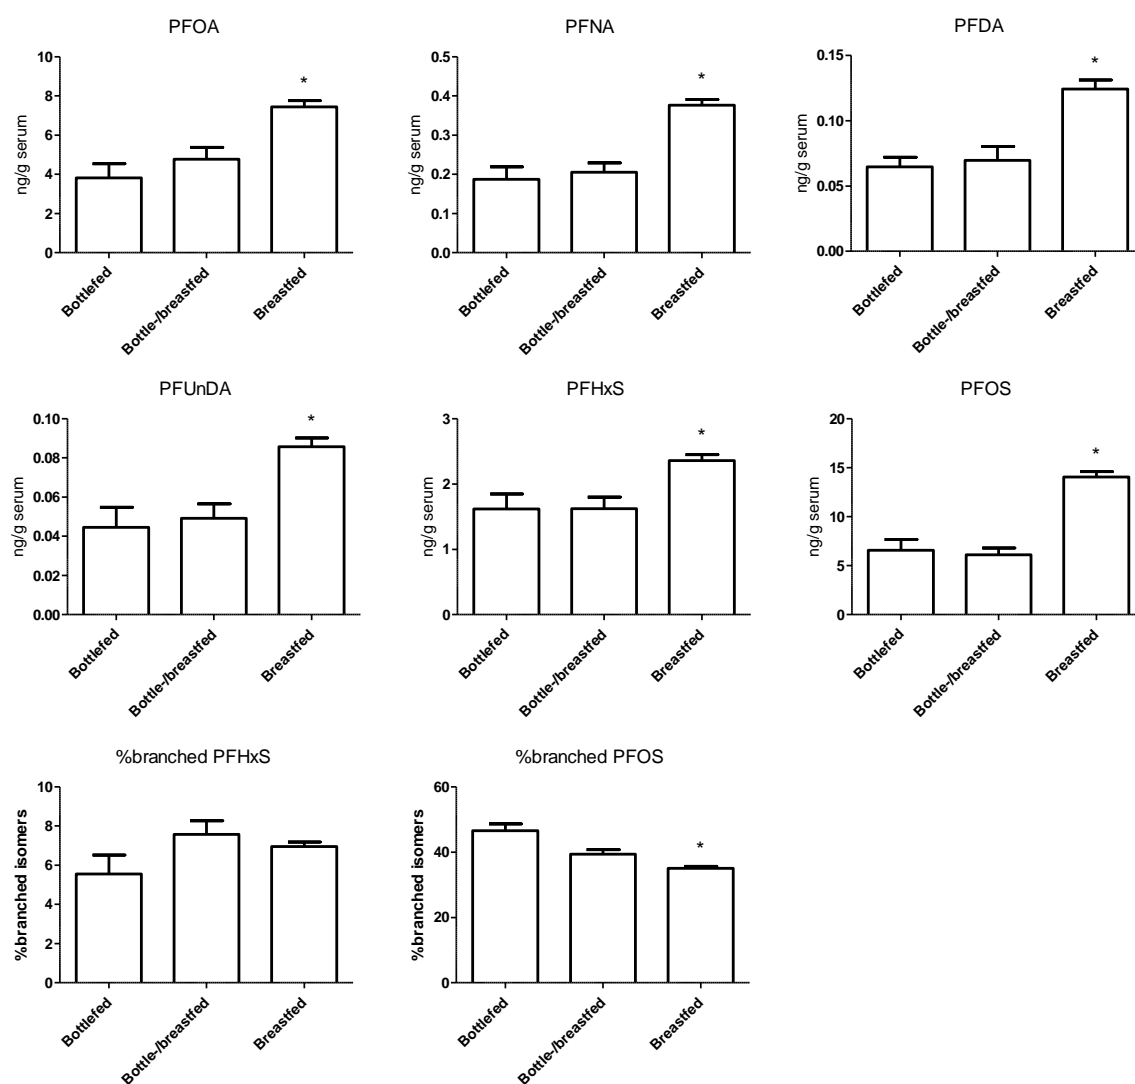 PFOA
10
8
6
4
2
0
ng/g serum
*
Bottlefed
Bottle-/breastfed
Breastfed
PFNA
0.5
0.4
0.3
0.2
0.1
0.0
ng/g serum
*
Bottlefed
Bottle-/breastfed
Breastfed
PFDA
0.15
0.10
0.05
0.00
ng/g serum
*
Bottlefed
Bottle-/breastfed
Breastfed
PFUnDA
0.10
0.08
0.06
0.04
0.02
0.00
ng/g serum
*
Bottlefed
Bottle-/breastfed
Breastfed
PFHxS
3
2
1
0
ng/g serum
*
Bottlefed
Bottle-/breastfed
Breastfed
PFOS
20
15
10
5
0
ng/g serum
*
Bottlefed
Bottle-/breastfed
Breastfed
%branched PFHxS
10
8
6
4
2
0
%branched isomers
Bottlefed
Bottle-/breastfed
Breastfed
%branched PFOS
60
40
20
0
%branched isomers
*
Bottlefed
Bottle-/breastfed
Breastfed